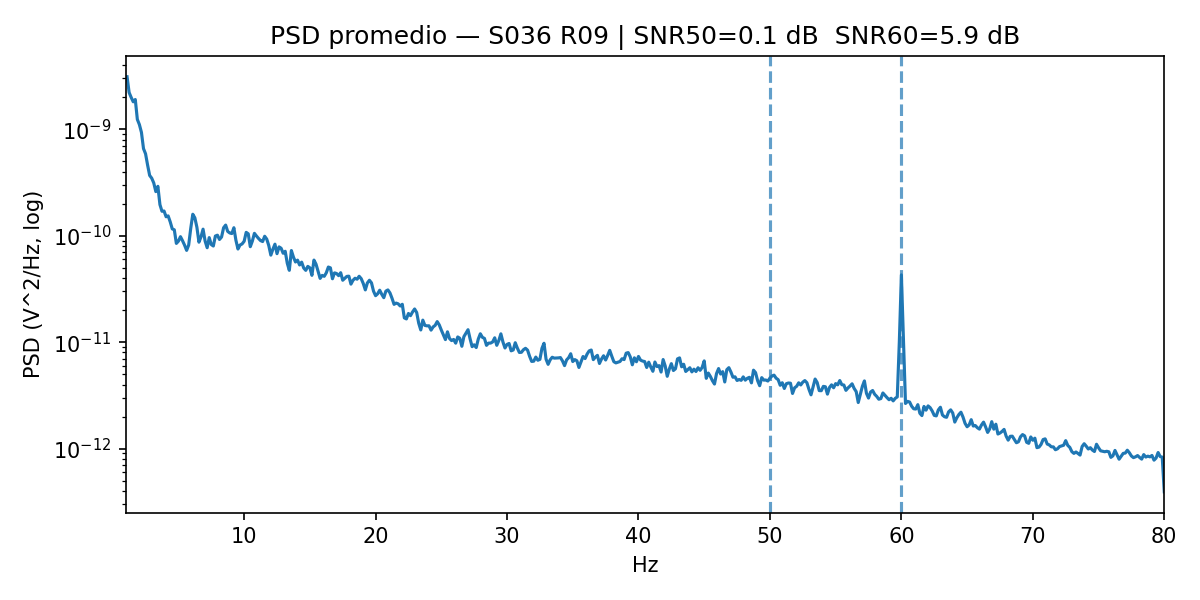 PSD promedio — S036 R09 | SNR50=0.1 dB  SNR60=5.9 dB
PSD (V^2/Hz, log)
10⁻⁹
10⁻¹⁰
10⁻¹¹
10⁻¹²
10 20 30 40 50 60 70 80
Hz